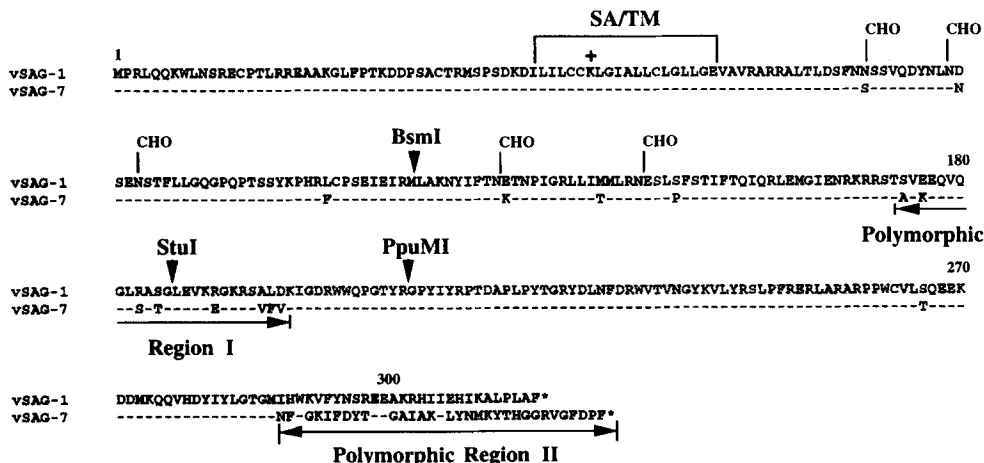 SA/TM
1 + CHO CHO
vSAG-1 MPRLQQKWLNSRECPTLRREAAKGLFPTKDDPSACTRMSPSDKDILILCCKLGIALLCLGLLGEVAVRARRALTLDSFNNSSVQDYNLND
vSAG-7 --------------------------------------------------------------------------------S---------N
CHO BsmI CHO CHO 180
vSAG-1 SENSTFLLGQGPQPTSSYKPHRLCPSEIEIRMLAKNYIFTNETNPIGRLLIMMLRNESLSFSTIFTQIQRLEMGIENRKRRSTSVEEQVQ
vSAG-7 ----------------------F-------------------K---------T-------P------------------------A-K----
Polymorphic
StuI PpuMI 270
vSAG-1 GLRASGLEVKRGKRSALDKIGDRWWQPGTYRGPYIYRPTDAPLPYTGRYDLNFDRWVTVNGYKVLYRSLPFRERLARARPPWCVLSQEEK
vSAG-7 --S-T-----E----VFV--------------------------------------------------------------------T----
Region I
300
vSAG-1 DDMKQQVHDYIYLGTGMIHWKVFYNSREEAKRHIIEHIKALPLAF*
vSAG-7 -----------------NF-GKIFDYT--GAIAK-LYNMKYTHGGRVGFDPF*
Polymorphic Region II